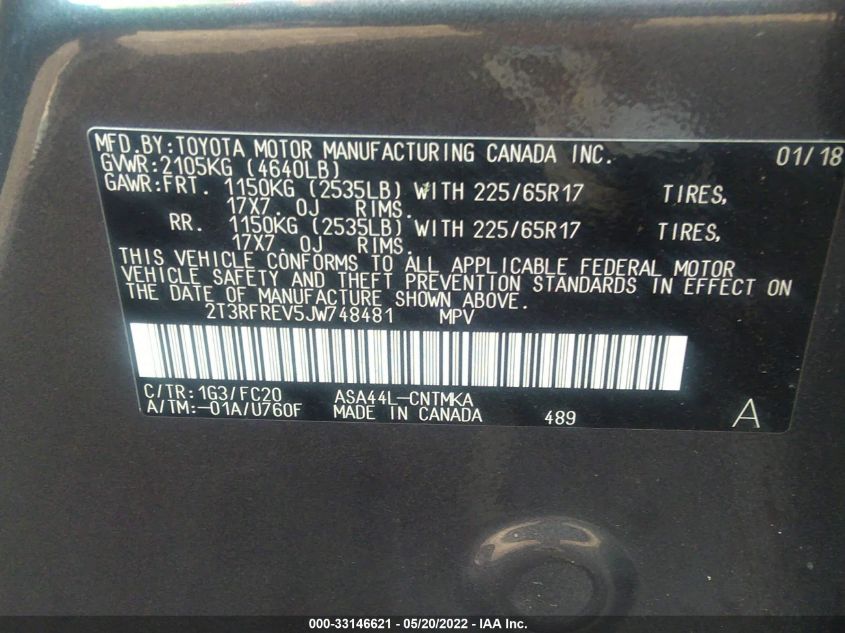 MFD.BY:TOYOTA MOTOR MANUFACTURING CANADA INC. 01/18
GVWR:2105KG (4640LB)
GAWR:FRT. 1150KG (2535LB) WITH 225/65R17 TIRES,
17X7.0J RIMS.
RR. 1150KG (2535LB) WITH 225/65R17 TIRES,
17X7.0J RIMS.
THIS VEHICLE CONFORMS TO ALL APPLICABLE FEDERAL MOTOR
VEHICLE SAFETY AND THEFT PREVENTION STANDARDS IN EFFECT ON
THE DATE OF MANUFACTURE SHOWN ABOVE.
2T3RFREV5JW748481 MPV
C/TR:1G3/FC20 ASA44L-CNTMKA
A/TM:-01A/U760F MADE IN CANADA 489 A
000-33146621 - 05/20/2022 - IAA Inc.